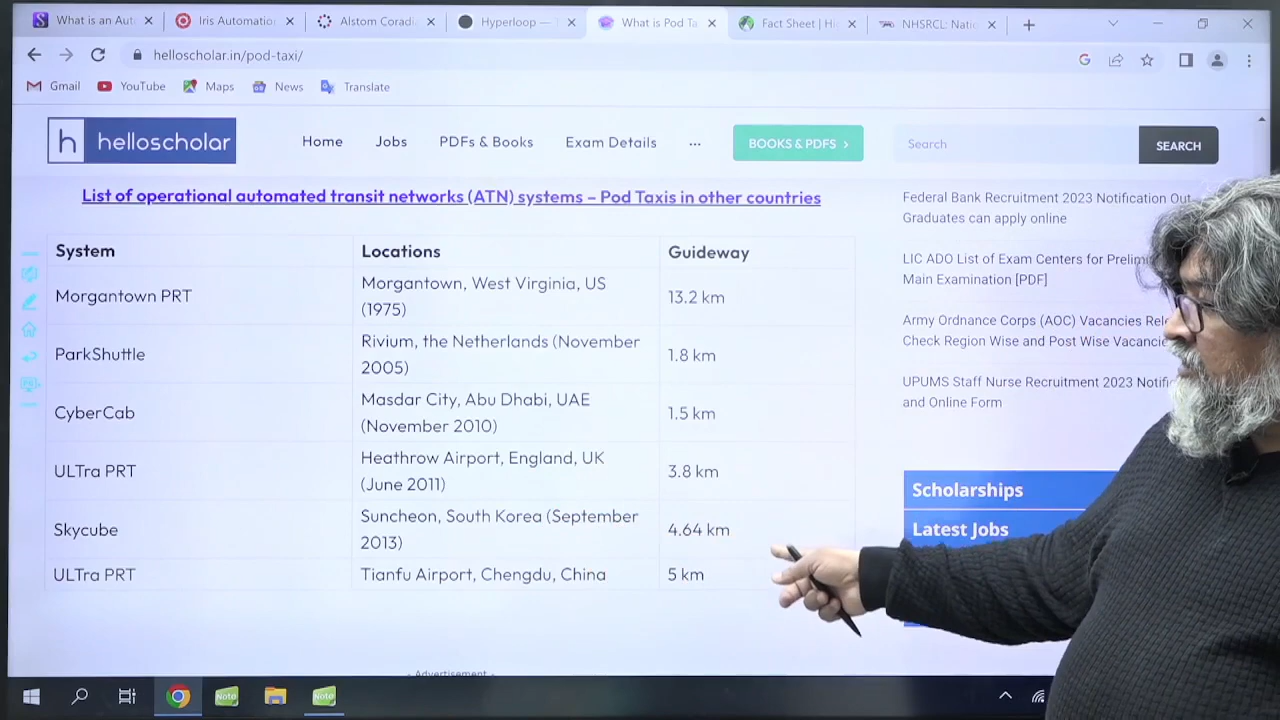 What is an Aut
Iris Automation
Alstom Coradi
Hyperloop —
What is Pod Ta
Fact Sheet | Hi
NHSRCL: Natio
helloscholar.in/pod-taxi/
Gmail
YouTube
Maps
News
Translate
h helloscholar
Home
Jobs
PDFs & Books
Exam Details
...
BOOKS & PDFS >
Search
SEARCH
List of operational automated transit networks (ATN) systems – Pod Taxis in other countries
System
Locations
Guideway
Morgantown PRT
Morgantown, West Virginia, US
(1975)
13.2 km
ParkShuttle
Rivium, the Netherlands (November
2005)
1.8 km
CyberCab
Masdar City, Abu Dhabi, UAE
(November 2010)
1.5 km
ULTra PRT
Heathrow Airport, England, UK
(June 2011)
3.8 km
Skycube
Suncheon, South Korea (September
2013)
4.64 km
ULTra PRT
Tianfu Airport, Chengdu, China
5 km
- Advertisement -
Federal Bank Recruitment 2023 Notification Out
Graduates can apply online
LIC ADO List of Exam Centers for Prelimi
Main Examination [PDF]
Army Ordnance Corps (AOC) Vacancies Rel
Check Region Wise and Post Wise Vacancie
UPUMS Staff Nurse Recruitment 2023 Notifi
and Online Form
Scholarships
Latest Jobs
Note
Note